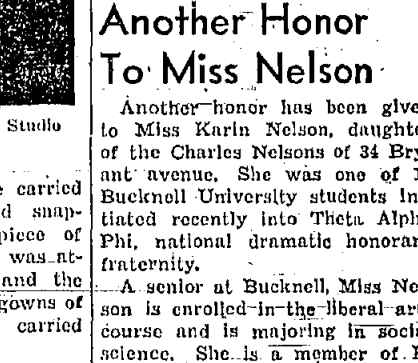 Studio
carried
d snap-
piece of
was at-
and the
gowns of
carried
Another Honor
To Miss Nelson
Another honor has been give
to Miss Karin Nelson, daughte
of the Charles Nelsons of 34 Bry
ant avenue. She was one of
Bucknell University students in
tiated recently into Theta Alph
Phi, national dramatic honorar
fraternity.
A senior at Bucknell, Miss Ne
son is enrolled in the liberal ar
course and is majoring in soci
science. She is a member of